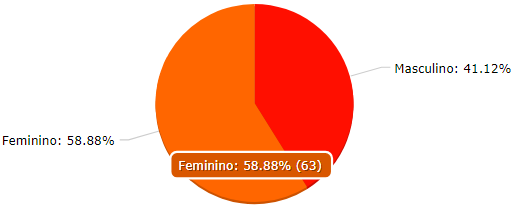 Masculino: 41.12%
Feminino: 58.88%
Feminino: 58.88% (63)